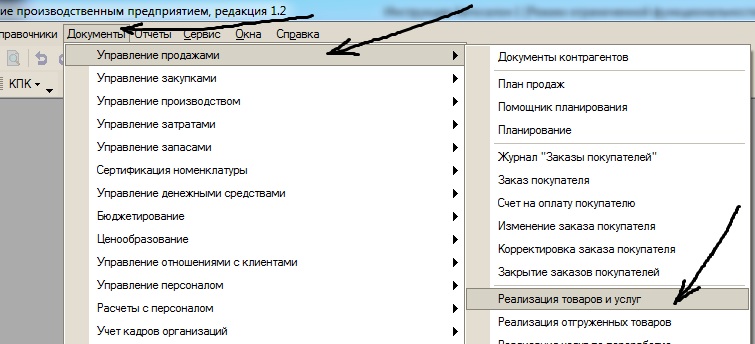 ие производственным предприятием, редакция 1.2
правочники Документы Отчеты Сервис Окна Справка
КПК
Управление продажами
Управление закупками
Управление производством
Управление затратами
Управление запасами
Сертификация номенклатуры
Управление денежными средствами
Бюджетирование
Ценообразование
Управление отношениями с клиентами
Управление персоналом
Расчеты с персоналом
Учет кадров организаций
Документы контрагентов
План продаж
Помощник планирования
Планирование
Журнал "Заказы покупателей"
Заказ покупателя
Счет на оплату покупателю
Изменение заказа покупателя
Корректировка заказа покупателя
Закрытие заказов покупателей
Реализация товаров и услуг
Реализация отгруженных товаров